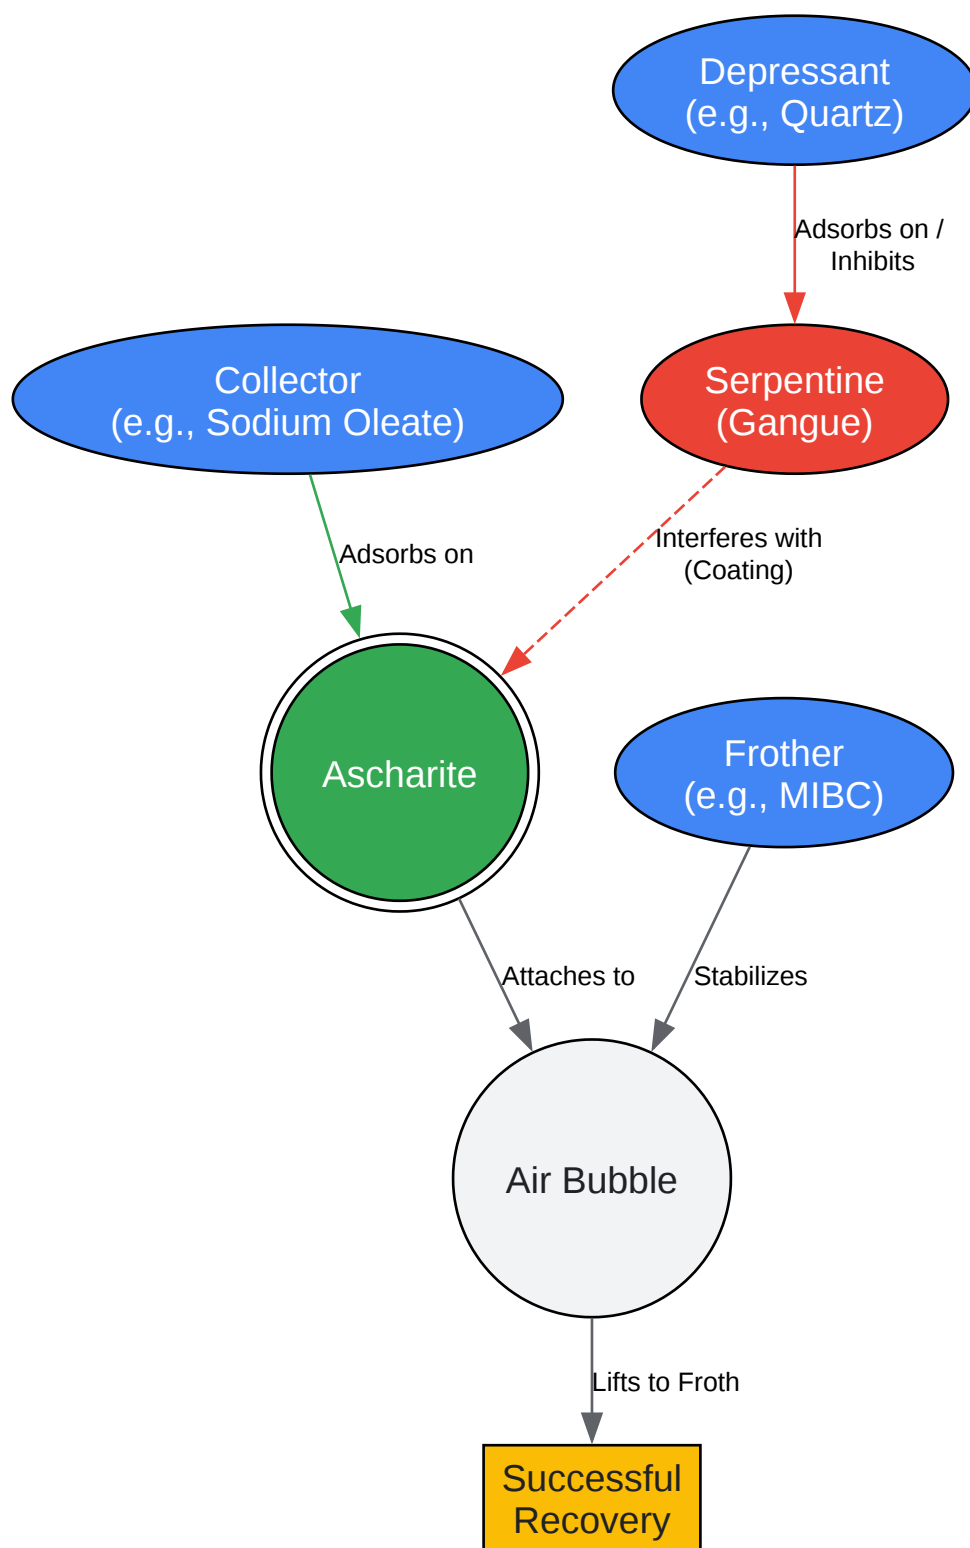 Depressant
(e.g., Quartz)
Adsorbs on /
Inhibits
Collector
(e.g., Sodium Oleate)
Serpentine
(Gangue)
Adsorbs on
Interferes with
(Coating)
Ascharite
Frother
(e.g., MIBC)
Attaches to
Stabilizes
Air Bubble
Lifts to Froth
Successful
Recovery